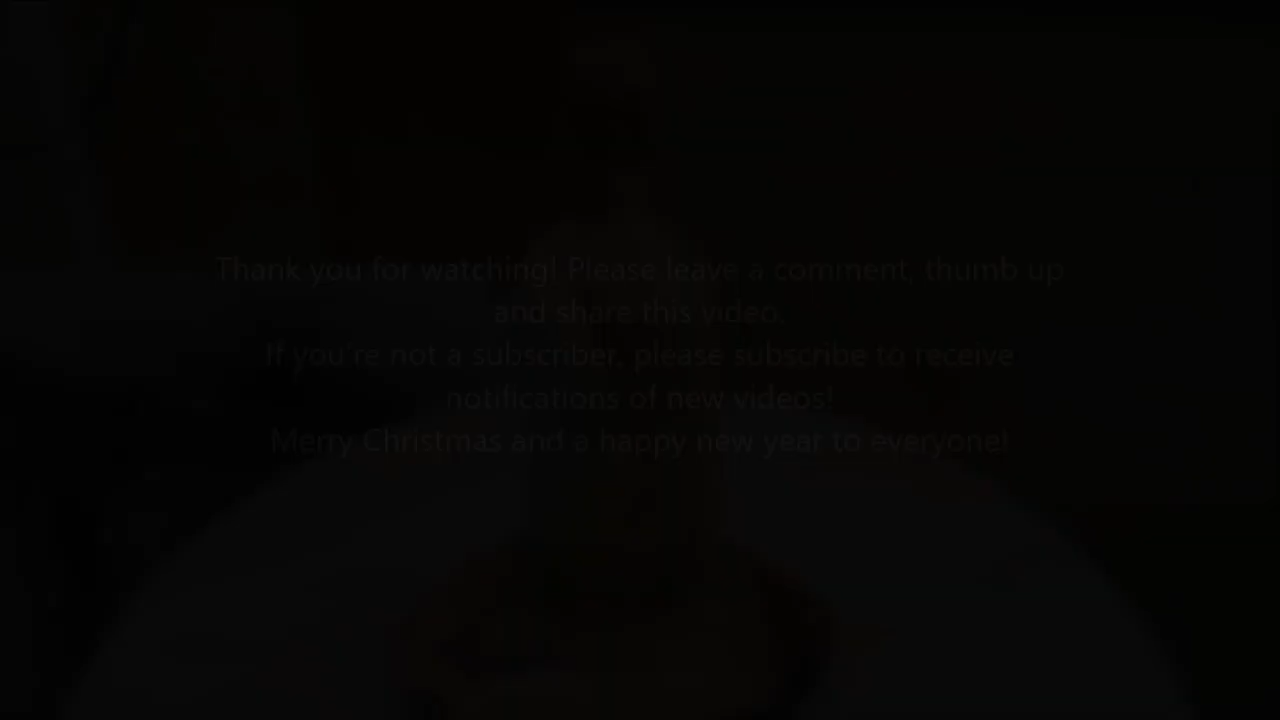 Thank you for watching! Please leave a comment, thumb up
and share this video.
If you're not a subscriber, please subscribe to receive
notifications of new videos!
Merry Christmas and a happy new year to everyone!